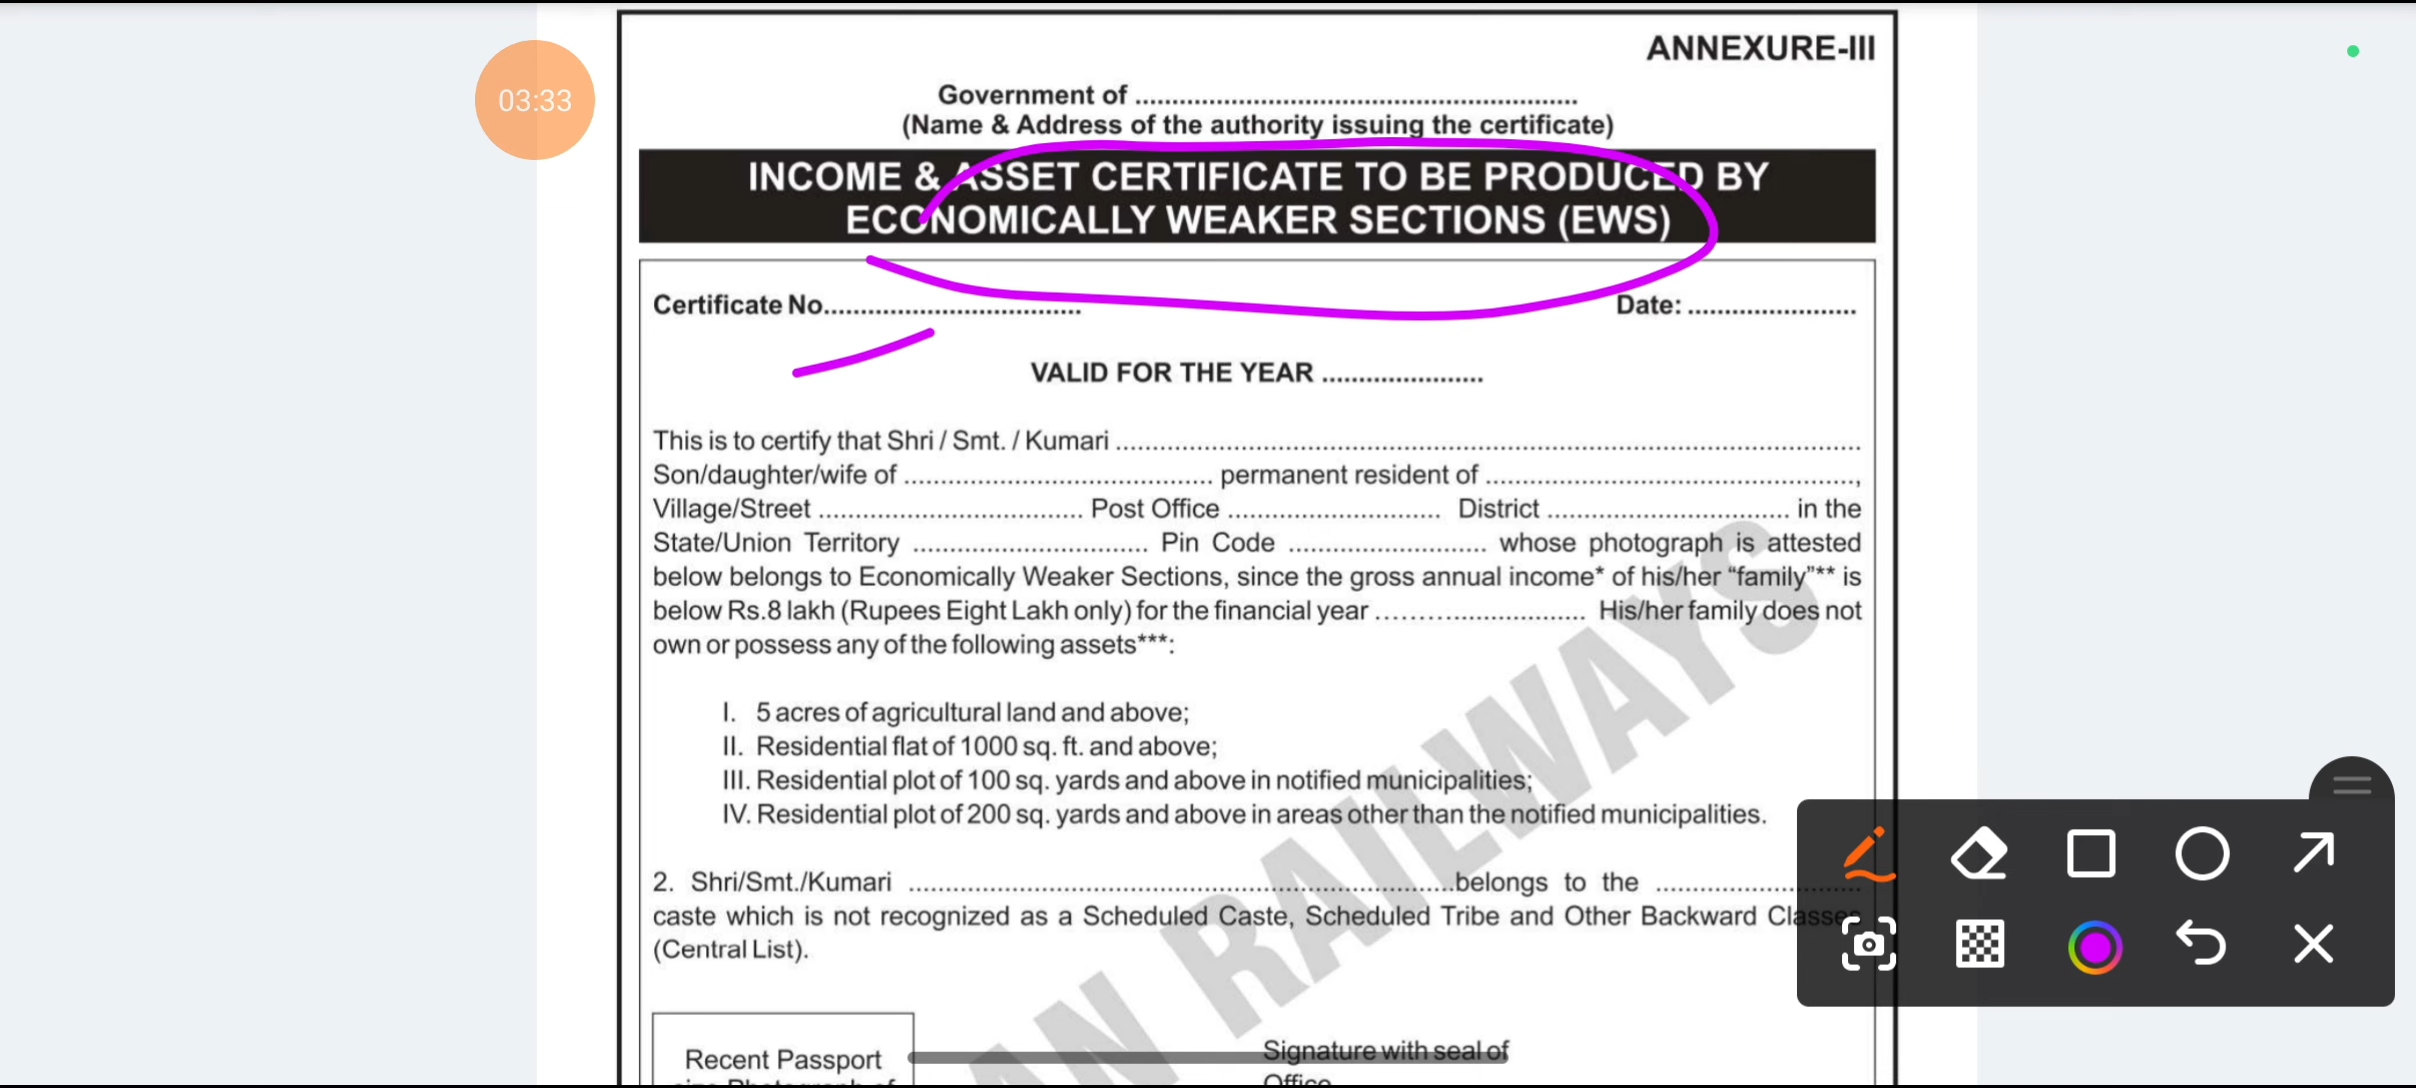 03:33
ANNEXURE-III
Government of ............................................................
(Name & Address of the authority issuing the certificate)
INCOME & ASSET CERTIFICATE TO BE PRODUCED BY
ECONOMICALLY WEAKER SECTIONS (EWS)
Certificate No................................... Date: .......................
VALID FOR THE YEAR ......................
This is to certify that Shri / Smt. / Kumari ....................................................................................................
Son/daughter/wife of .......................................... permanent resident of ..................................................,
Village/Street .................................... Post Office ............................. District ................................. in the
State/Union Territory ................................ Pin Code ........................... whose photograph is attested
below belongs to Economically Weaker Sections, since the gross annual income* of his/her “family”** is
below Rs.8 lakh (Rupees Eight Lakh only) for the financial year ............................. His/her family does not
own or possess any of the following assets***:
I. 5 acres of agricultural land and above;
II. Residential flat of 1000 sq. ft. and above;
III. Residential plot of 100 sq. yards and above in notified municipalities;
IV. Residential plot of 200 sq. yards and above in areas other than the notified municipalities.
2. Shri/Smt./Kumari ..........................................................................belongs to the ............................
caste which is not recognized as a Scheduled Caste, Scheduled Tribe and Other Backward Classes
(Central List).
Recent Passport
Signature with seal of
RAILWAYS